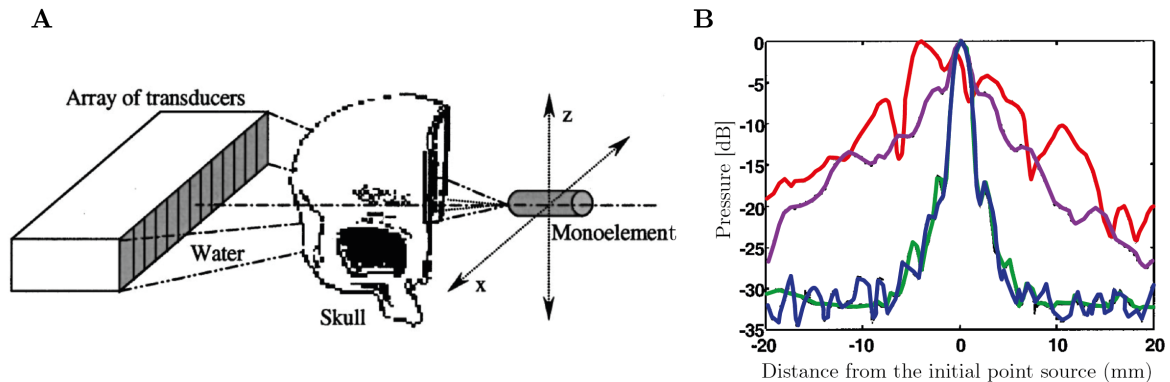 A
Array of transducers
Water
Skull
z
x
Monoelement
B
Pressure [dB]
0
-5
-10
-15
-20
-25
-30
-35
-20 -10 0 10 20
Distance from the initial point source (mm)